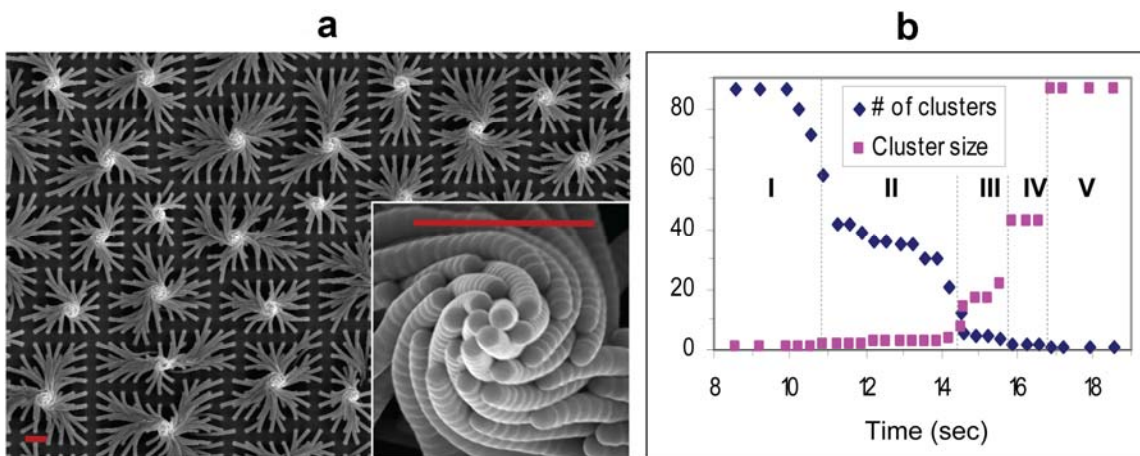 a
b
80
60
40
20
0
# of clusters
Cluster size
I II III IV V
8 10 12 14 16 18
Time (sec)